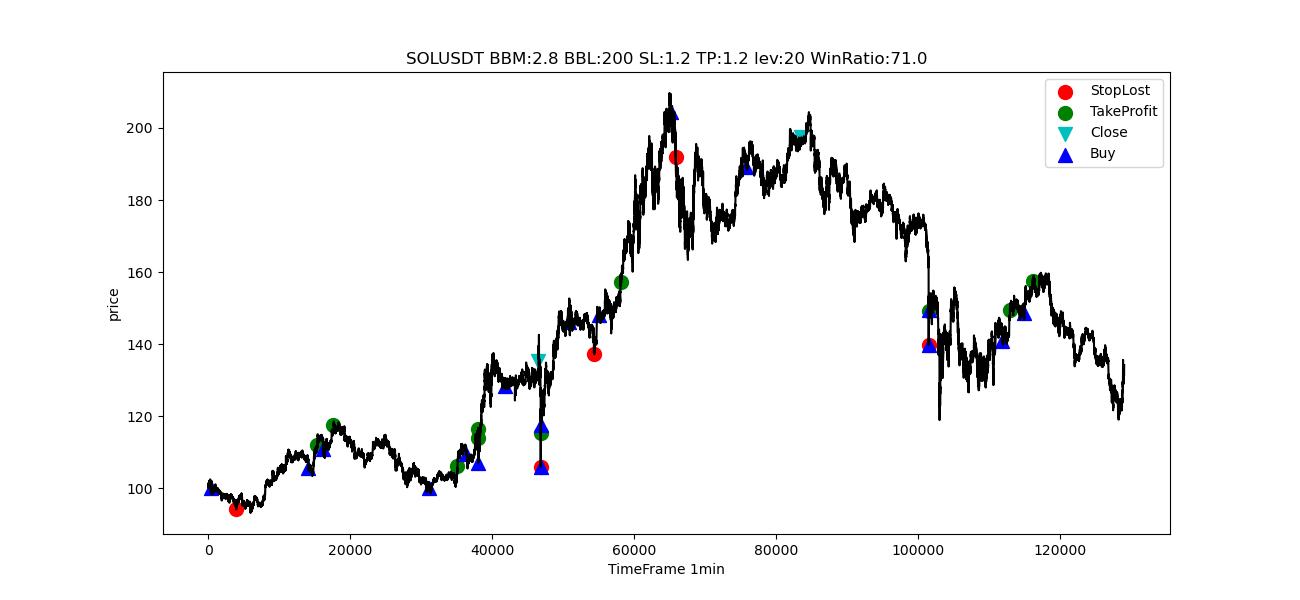 SOLUSDT BBM:2.8 BBL:200 SL:1.2 TP:1.2 lev:20 WinRatio:71.0
StopLost
TakeProfit
Close
Buy
price
200
180
160
140
120
100
0 20000 40000 60000 80000 100000 120000
TimeFrame 1min